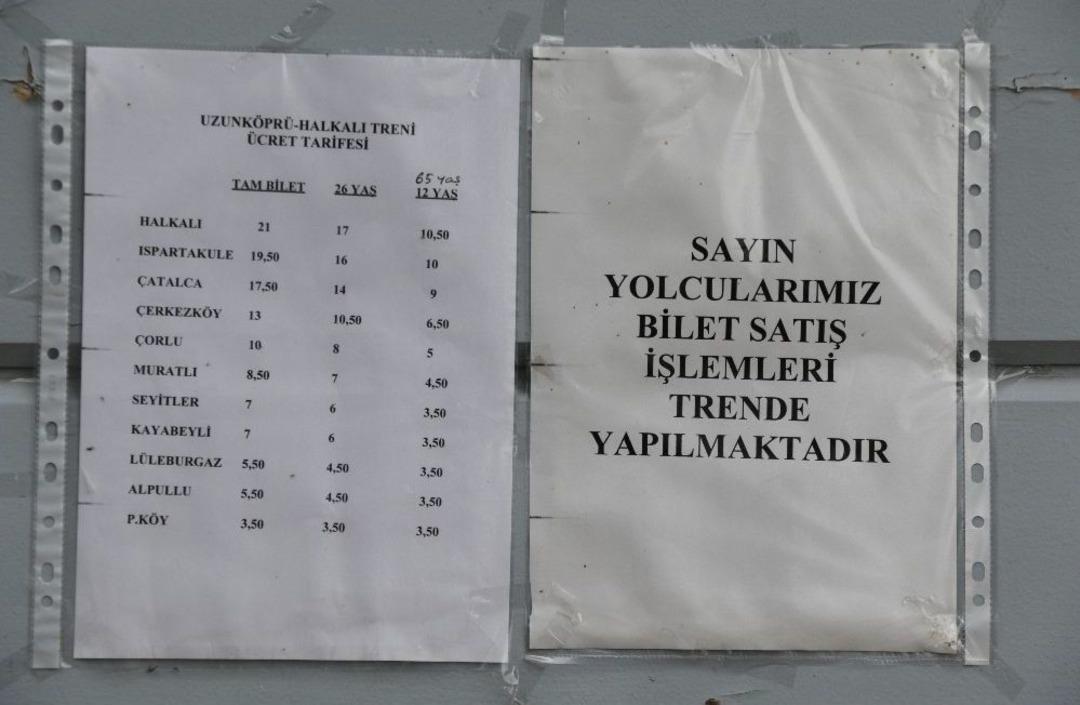 UZUNKÖPRÜ-HALKALI TRENİ
ÜCRET TARİFESİ
65 yaş
TAM BİLET 26 YAŞ 12 YAŞ
HALKALI 21 17 10,50
ISPARTAKULE 19,50 16 10
ÇATALCA 17,50 14 9
ÇERKEZKÖY 13 10,50 6,50
ÇORLU 10 8 5
MURATLI 8,50 7 4,50
SEYİTLER 7 6 3,50
KAYABEYLİ 7 6 3,50
LÜLEBURGAZ 5,50 4,50 3,50
ALPULLU 5,50 4,50 3,50
P.KÖY 3,50 3,50 3,50
SAYIN
YOLCULARIMIZ
BİLET SATIŞ
İŞLEMLERİ
TRENDE
YAPILMAKTADIR